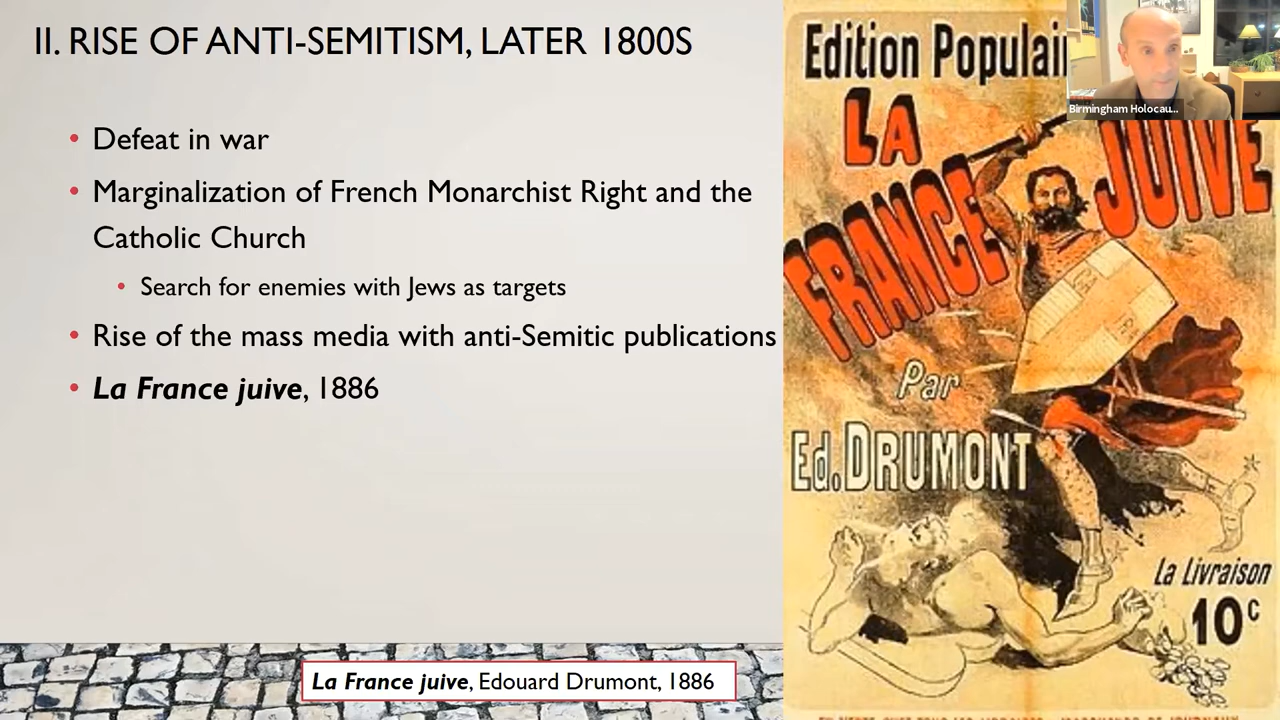 II. RISE OF ANTI-SEMITISM, LATER 1800S
• Defeat in war
• Marginalization of French Monarchist Right and the
Catholic Church
• Search for enemies with Jews as targets
• Rise of the mass media with anti-Semitic publications
• La France juive, 1886
La France juive, Edouard Drumont, 1886
Edition Populai
LA
FRANCE JUIVE
Par
Ed. DRUMONT
La Livraison
10c
Birmingham Holocau...